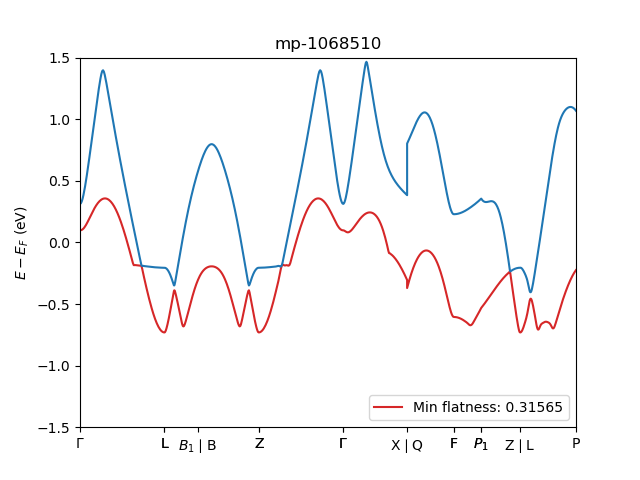 mp-1068510
E − E_F (eV)
1.5
1.0
0.5
0.0
−0.5
−1.0
−1.5
Min flatness: 0.31565
Γ L B₁ | B Z Γ X | Q F P₁ Z | L P